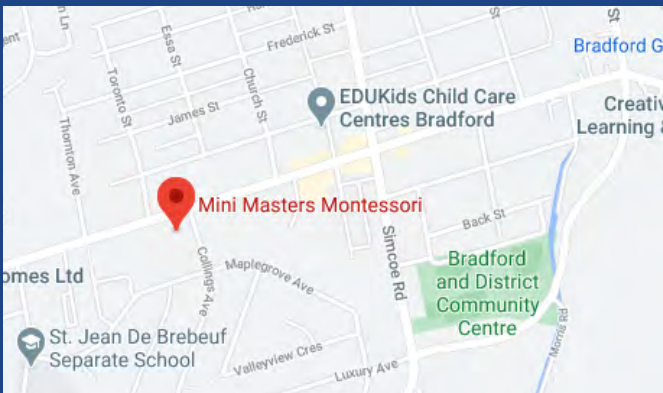 Ln
St
Frederick St
Essa St
Bradford G
Toronto St
Church St
EDUKids Child Care
Centres Bradford
James St
Creativ
Learning &
Thornton Ave
Mini Masters Montessori
Back St
Simcoe Rd
Collings Ave
Maplegrove Ave
omes Ltd
Bradford
and District
Community
Centre
St. Jean De Brebeuf
Separate School
Morris Rd
Valleyview Cres
Luxury Ave